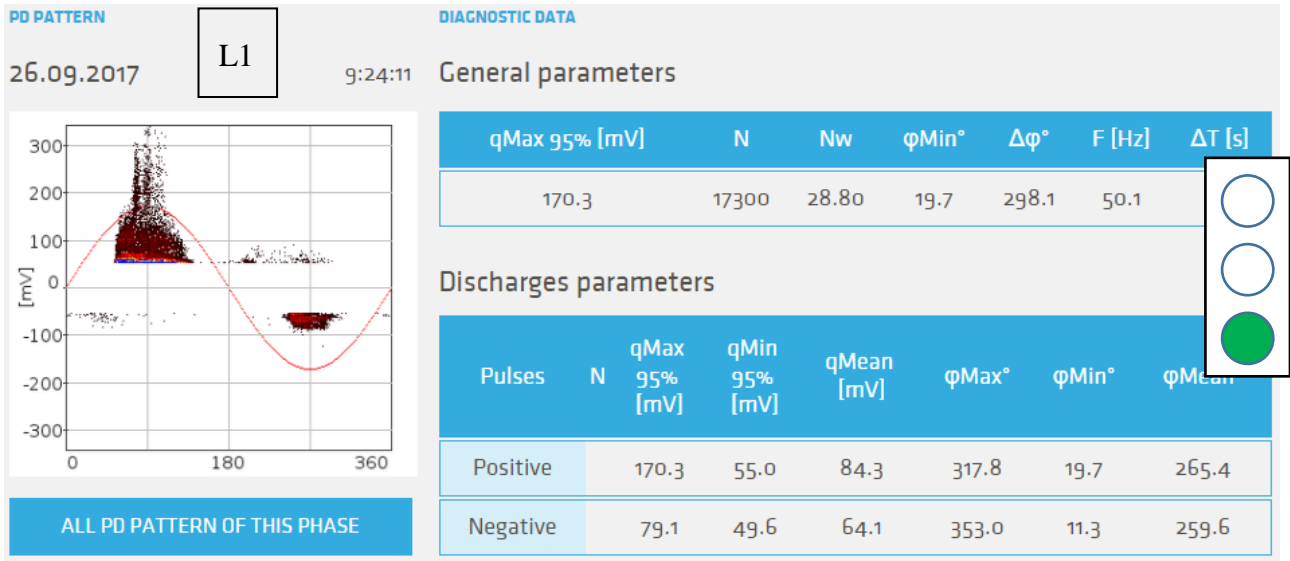 PD PATTERN
26.09.2017
L1
9:24:11
[mV]
300
200
100
0
-100
-200
-300
0 180 360
ALL PD PATTERN OF THIS PHASE
DIAGNOSTIC DATA
General parameters
qMax 95% [mV] N Nw φMin° Δφ° F [Hz] ΔT [s]
170.3 17300 28.80 19.7 298.1 50.1
Discharges parameters
Pulses N qMax 95% [mV] qMin 95% [mV] qMean [mV] φMax° φMin°
Positive 170.3 55.0 84.3 317.8 19.7 265.4
Negative 79.1 49.6 64.1 353.0 11.3 259.6